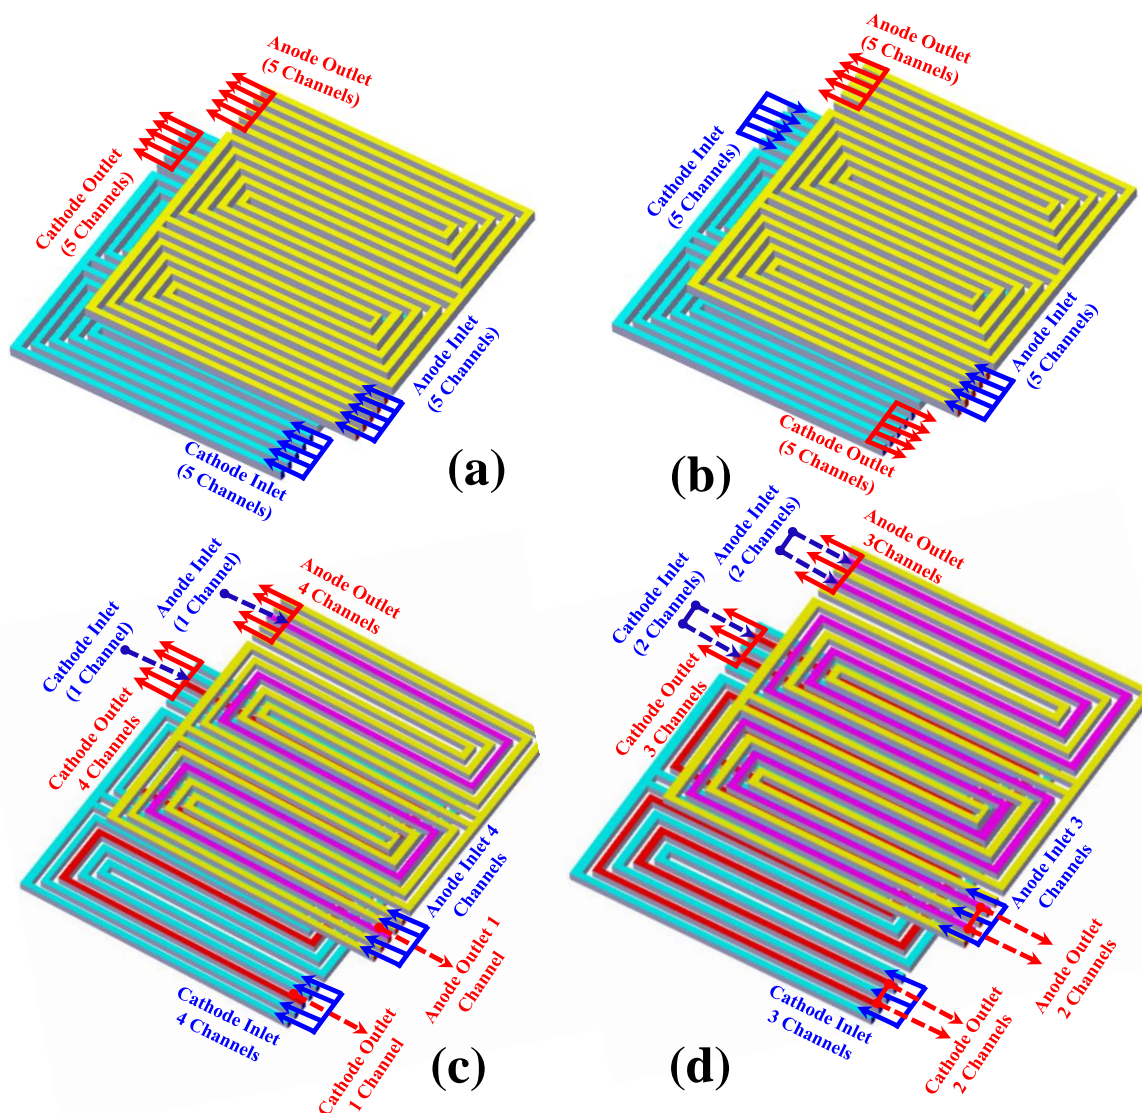 Anode Outlet
(5 Channels)
Cathode Outlet
(5 Channels)
Anode Inlet
(5 Channels)
Cathode Inlet
(5 Channels)
(a)
Anode Outlet
(5 Channels)
Cathode Inlet
(5 Channels)
Anode Inlet
(5 Channels)
Cathode Outlet
(5 Channels)
(b)
Anode Inlet
(1 Channel)
Anode Outlet
4 Channels
Cathode Inlet
(1 Channel)
Cathode Outlet
4 Channels
Anode Inlet 4
Channels
Anode Outlet 1
Channel
Cathode Inlet
4 Channels
Cathode Outlet
1 Channel
(c)
Anode Inlet
(2 Channels)
Anode Outlet
3Channels
Cathode Inlet
(2 Channels)
Cathode Outlet
3 Channels
Anode Inlet 3
Channels
Anode Outlet
2 Channels
Cathode Inlet
3 Channels
Cathode Outlet
2 Channels
(d)